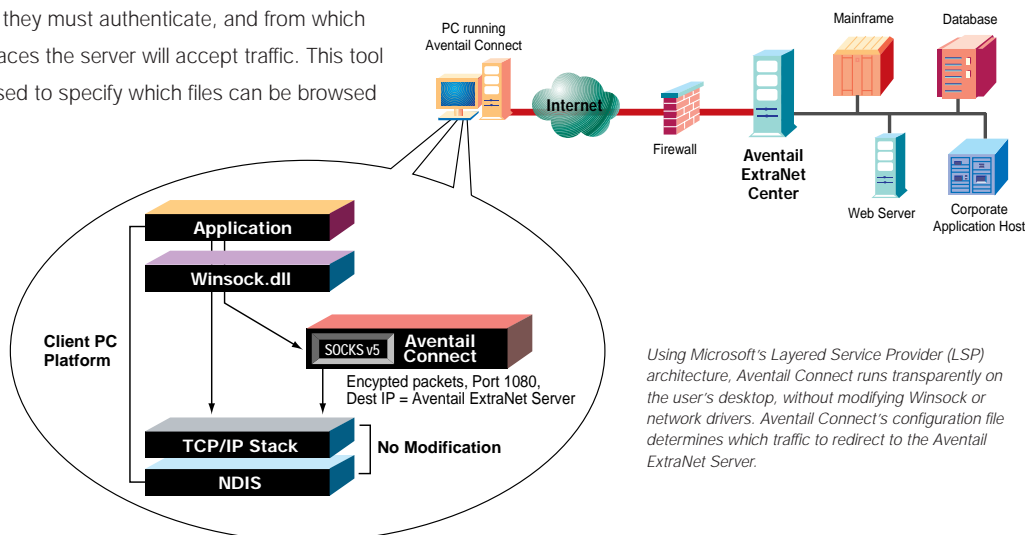 they must authenticate, and from which
aces the server will accept traffic. This tool
sed to specify which files can be browsed
PC running
Aventail Connect
Internet
Firewall
Aventail
ExtraNet
Center
Mainframe
Database
Web Server
Corporate
Application Host
Application
Winsock.dll
Client PC
Platform
SOCKS v5
Aventail
Connect
Encypted packets, Port 1080,
Dest IP = Aventail ExtraNet Server
TCP/IP Stack
No Modification
NDIS
Using Microsoft's Layered Service Provider (LSP)
architecture, Aventail Connect runs transparently on
the user's desktop, without modifying Winsock or
network drivers. Aventail Connect's configuration file
determines which traffic to redirect to the Aventail
ExtraNet Server.